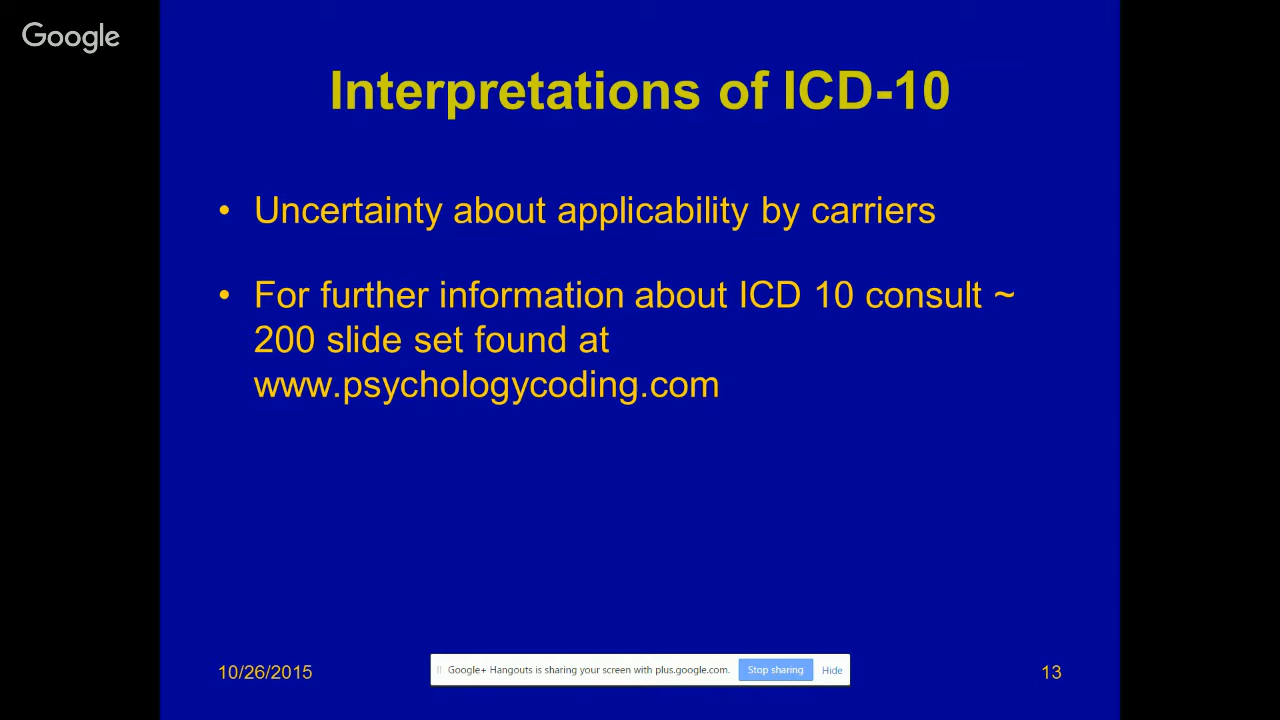 Google
Interpretations of ICD-10
• Uncertainty about applicability by carriers
• For further information about ICD 10 consult ~
200 slide set found at
www.psychologycoding.com
10/26/2015
Google+ Hangouts is sharing your screen with plus.google.com. Stop sharing Hide
13